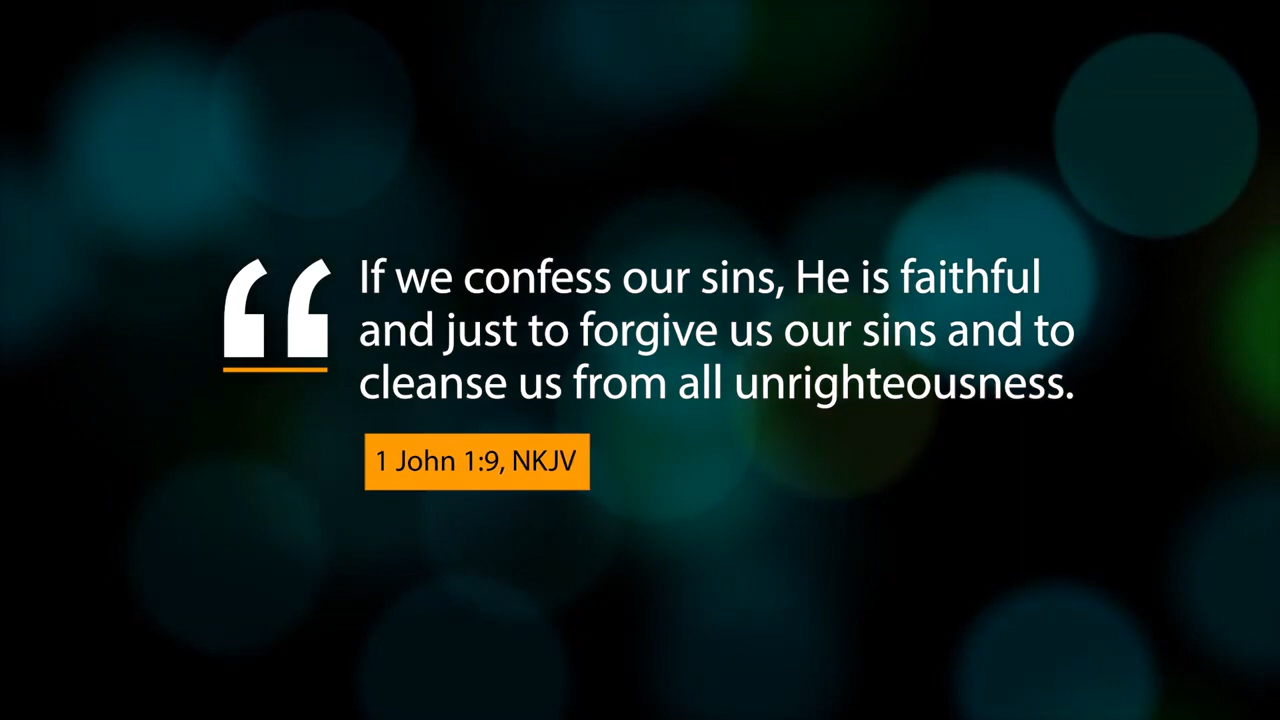 “
If we confess our sins, He is faithful
and just to forgive us our sins and to
cleanse us from all unrighteousness.
1 John 1:9, NKJV